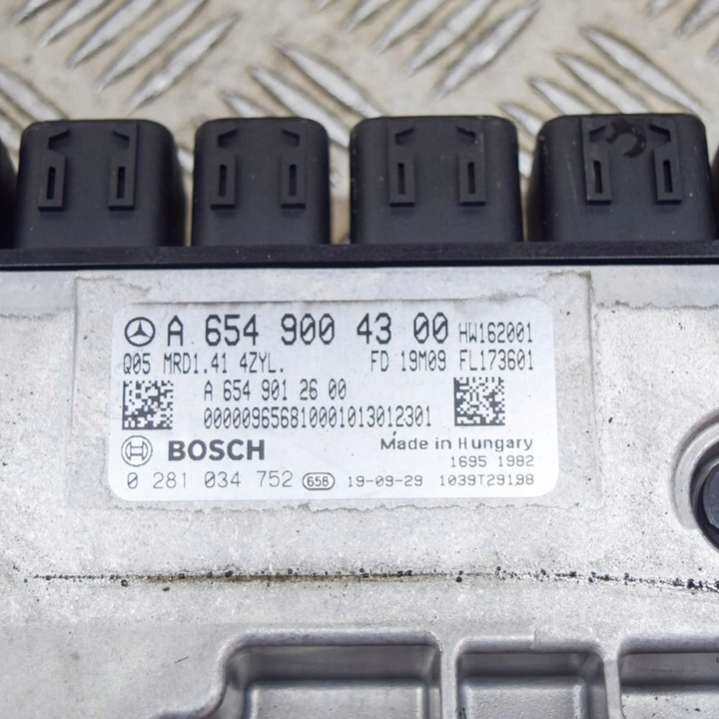 A 654 900 43 00 HW162001
Q05 MRD1.41 4ZYL. FD 19M09 FL173601
A 654 901 26 00
000009656810001013012301
BOSCH Made in Hungary
1695 1982
0 281 034 752 658 19-09-29 1039T29198